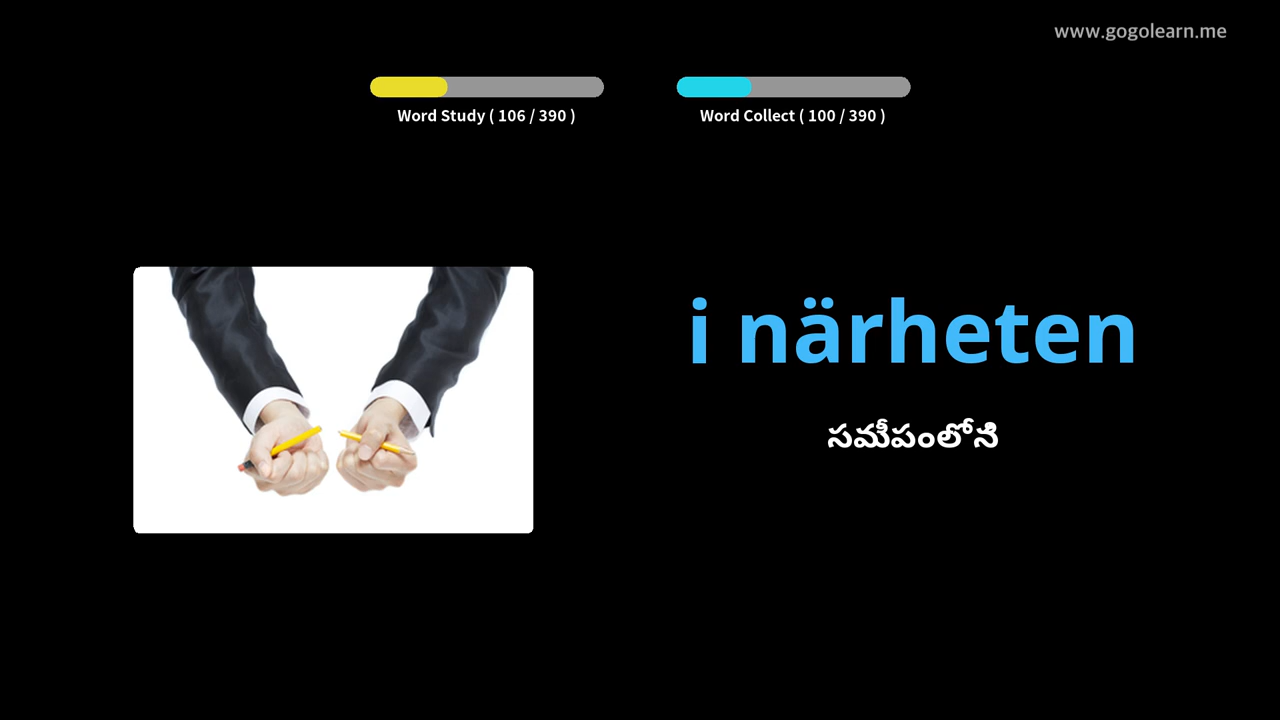 www.gogolearn.me
Word Study ( 106 / 390 )
Word Collect ( 100 / 390 )
i närheten
సమీపంలోని